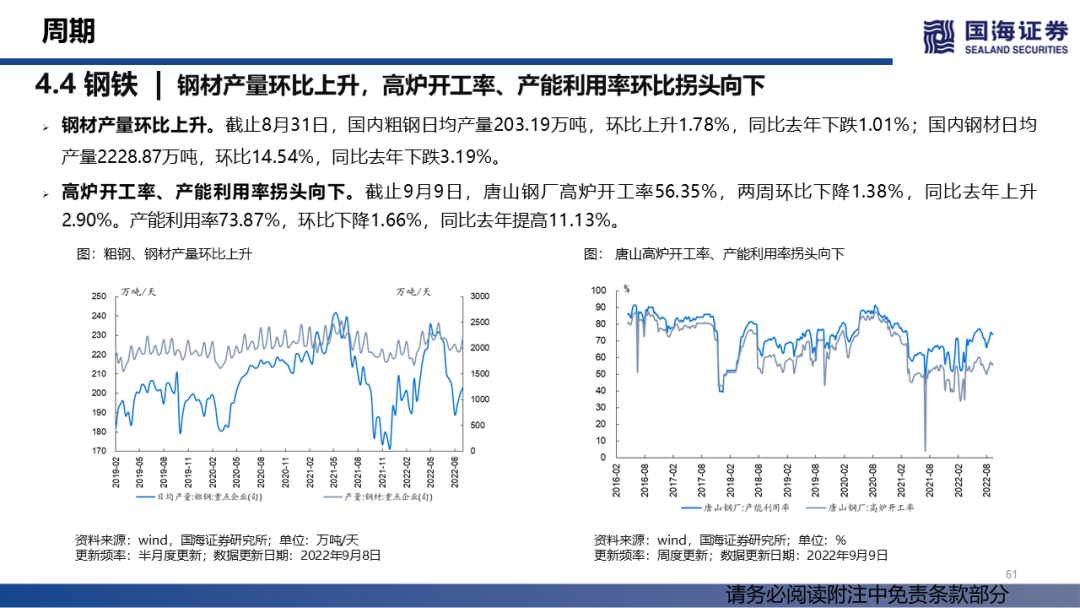 周期
国海证券
SEALAND SECURITIES
4.4 钢铁 | 钢材产量环比上升，高炉开工率、产能利用率环比拐头向下
钢材产量环比上升。截止8月31日，国内粗钢日均产量203.19万吨，环比上升1.78%，同比去年下跌1.01%；国内钢材日均
产量2228.87万吨，环比14.54%，同比去年下跌3.19%。
高炉开工率、产能利用率拐头向下。截止9月9日，唐山钢厂高炉开工率56.35%，两周环比下降1.38%，同比去年上升
2.90%。产能利用率73.87%，环比下降1.66%，同比去年提高11.13%。
图：粗钢、钢材产量环比上升
万吨/天 万吨/天
250 3000
240
230 2500
220 2000
210 1500
200
190 1000
180 500
170 0
2019-02 2019-05 2019-08 2019-11 2020-02 2020-05 2020-08 2020-11 2021-02 2021-05 2021-08 2021-11 2022-02 2022-05 2022-08
日均产量:粗钢:重点企业(旬) 产量:钢材:重点企业(旬)
资料来源：wind，国海证券研究所；单位：万吨/天
更新频率：半月度更新；数据更新日期：2022年9月8日
图： 唐山高炉开工率、产能利用率拐头向下
%
100
90
80
70
60
50
40
30
20
10
0
2016-02 2016-08 2017-02 2017-08 2018-02 2018-08 2019-02 2019-08 2020-02 2020-08 2021-02 2021-08 2022-02 2022-08
唐山钢厂:产能利用率 唐山钢厂:高炉开工率
资料来源：wind，国海证券研究所；单位：%
更新频率：周度更新；数据更新日期：2022年9月9日
61
请务必阅读附注中免责条款部分